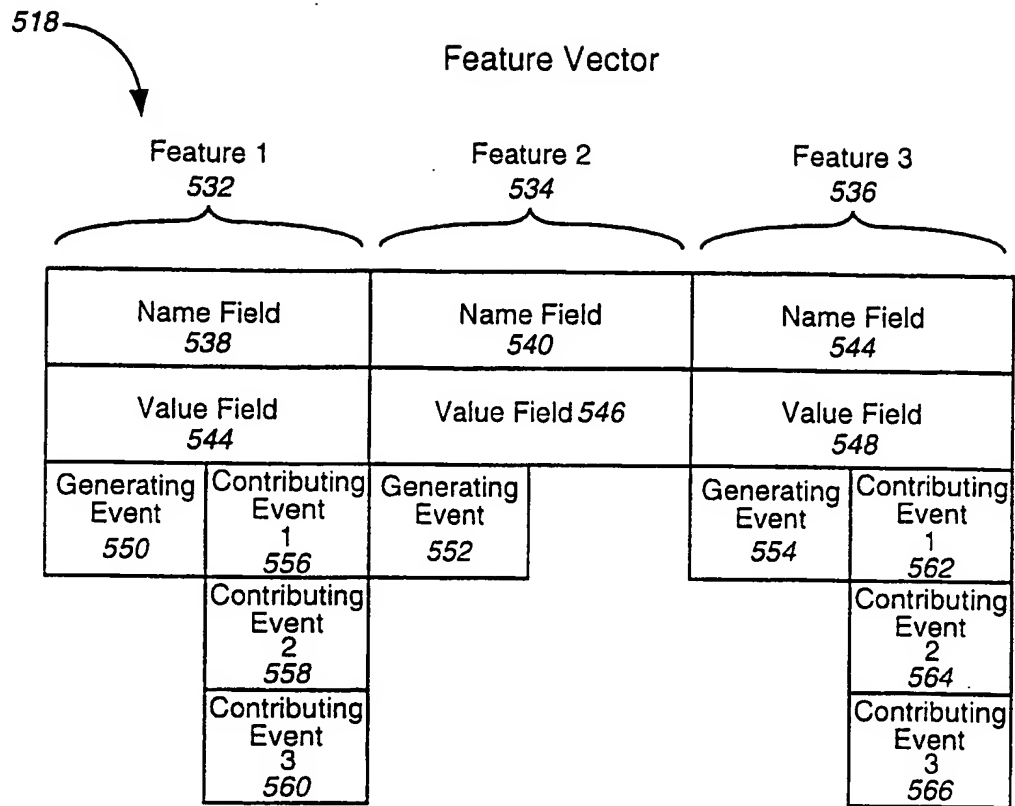 518
Feature Vector
Feature 1
532
Feature 2
534
Feature 3
536
Name Field
538
Name Field
540
Name Field
544
Value Field
544
Value Field 546
Value Field
548
Generating
Event
550
Contributing
Event
1
556
Generating
Event
552
Generating
Event
554
Contributing
Event
1
562
Contributing
Event
2
558
Contributing
Event
2
564
Contributing
Event
3
560
Contributing
Event
3
566